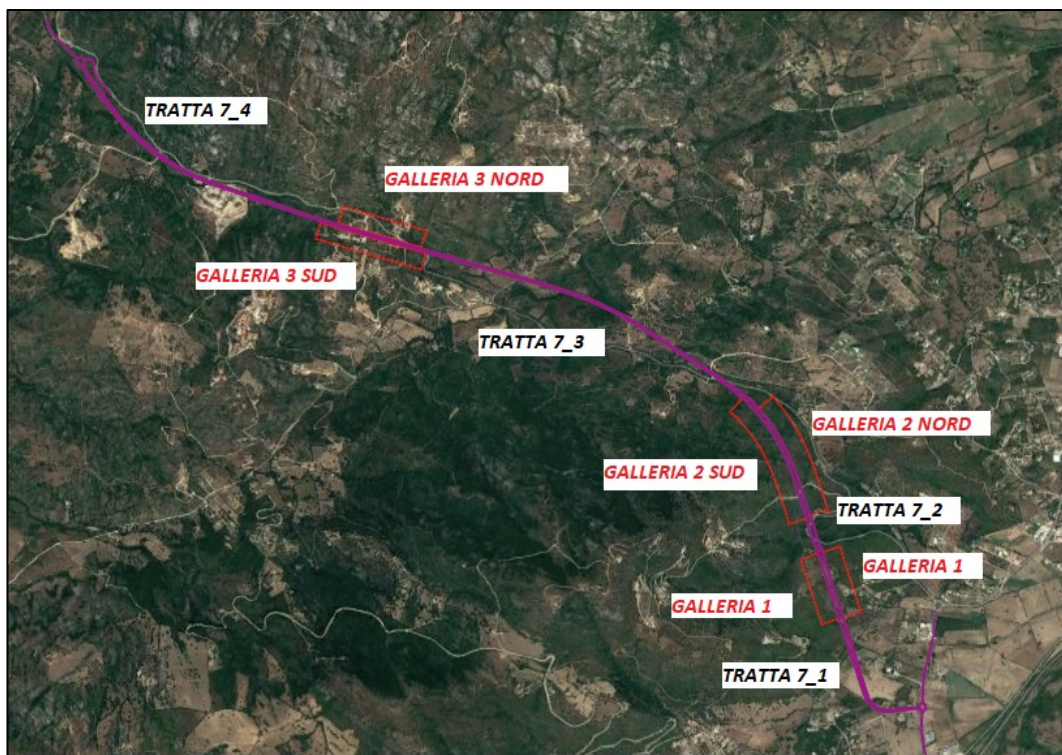 TRATTA 7_4
GALLERIA 3 NORD
GALLERIA 3 SUD
TRATTA 7_3
GALLERIA 2 NORD
GALLERIA 2 SUD
TRATTA 7_2
GALLERIA 1
GALLERIA 1
TRATTA 7_1